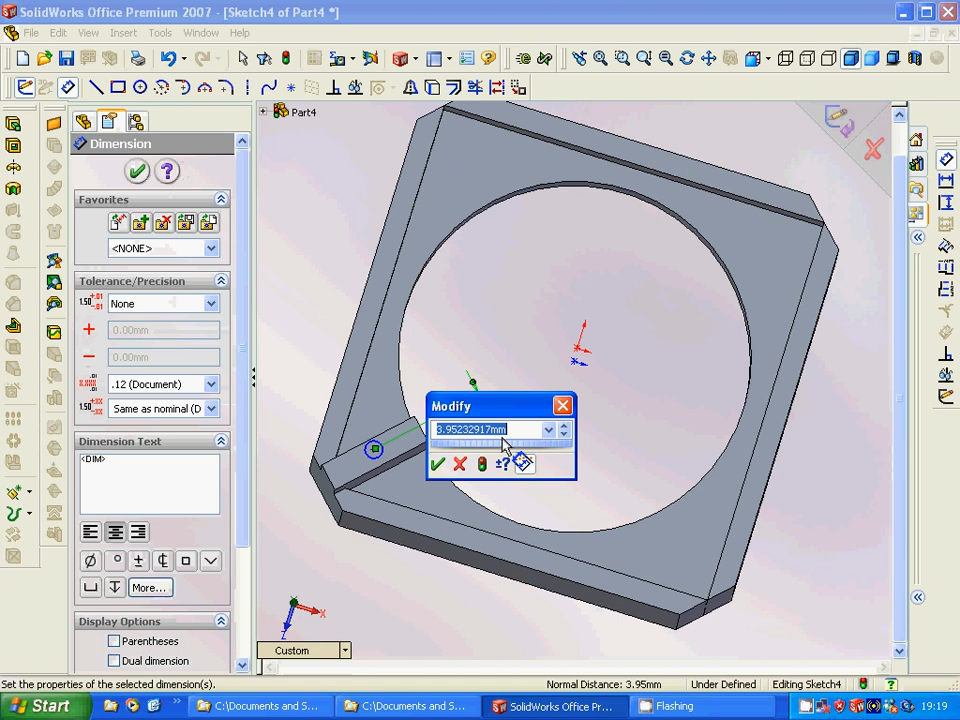 SolidWorks Office Premium 2007 - [Sketch4 of Part4 *]
File Edit View Insert Tools Window Help
Part4
Dimension
Favorites
<NONE>
Tolerance/Precision
None
0.00mm
0.00mm
.12 (Document)
Same as nominal (D
Dimension Text
<DIM>
More...
Display Options
Parentheses
Dual dimension
Modify
3.95232917mm
X
Z
Custom
Set the properties of the selected dimension(s).
Normal Distance: 3.95mm Under Defined Editing Sketch4
Start
C:\Documents and S...
C:\Documents and S...
SolidWorks Office Pr...
Flashing
19:19